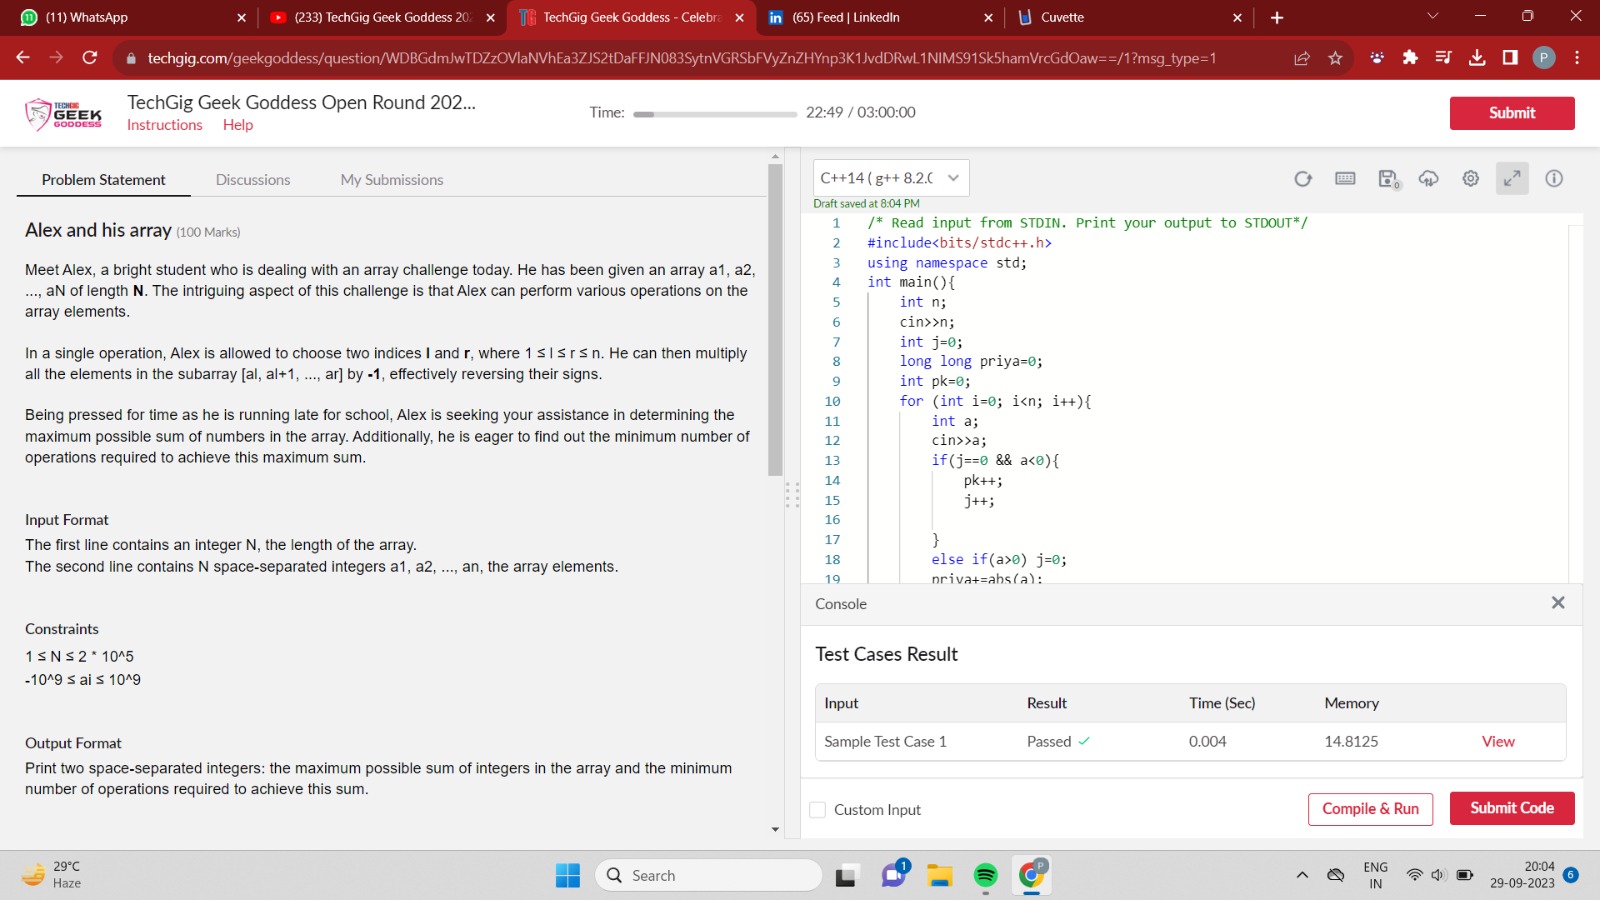 (11) WhatsApp
(233) TechGig Geek Goddess 202
TechGig Geek Goddess - Celebra
(65) Feed | LinkedIn
Cuvette
techgig.com/geekgoddess/question/WDBGdmJwTDZzOVlaNVhEa3ZJS2tDaFFJN083SytnVGRSbFVyZnZHYnp3K1JvdDRwL1NIMS91Sk5hamVrcGdOaw==/1?msg_type=1
P
TECHGIG
GEEK
GODDESS
TechGig Geek Goddess Open Round 202...
Instructions Help
Time: 22:49 / 03:00:00
Submit
Problem Statement Discussions My Submissions
Alex and his array (100 Marks)
Meet Alex, a bright student who is dealing with an array challenge today. He has been given an array a1, a2,
..., aN of length N. The intriguing aspect of this challenge is that Alex can perform various operations on the
array elements.
In a single operation, Alex is allowed to choose two indices l and r, where 1 ≤ l ≤ r ≤ n. He can then multiply
all the elements in the subarray [al, al+1, ..., ar] by -1, effectively reversing their signs.
Being pressed for time as he is running late for school, Alex is seeking your assistance in determining the
maximum possible sum of numbers in the array. Additionally, he is eager to find out the minimum number of
operations required to achieve this maximum sum.
Input Format
The first line contains an integer N, the length of the array.
The second line contains N space-separated integers a1, a2, ..., an, the array elements.
Constraints
1 ≤ N ≤ 2 * 10^5
-10^9 ≤ ai ≤ 10^9
Output Format
Print two space-separated integers: the maximum possible sum of integers in the array and the minimum
number of operations required to achieve this sum.
C++14 ( g++ 8.2.0
0
Draft saved at 8:04 PM
1 /* Read input from STDIN. Print your output to STDOUT*/
2 #include<bits/stdc++.h>
3 using namespace std;
4 int main(){
5 int n;
6 cin>>n;
7 int j=0;
8 long long priya=0;
9 int pk=0;
10 for (int i=0; i<n; i++){
11 int a;
12 cin>>a;
13 if(j==0 && a<0){
14 pk++;
15 j++;
16
17 }
18 else if(a>0) j=0;
19 priya+=abs(a);
Console
Test Cases Result
Input Result Time (Sec) Memory
Sample Test Case 1 Passed 0.004 14.8125 View
Custom Input
Compile & Run
Submit Code
29°C
Haze
Search
1
P
ENG
IN
20:04
29-09-2023
6